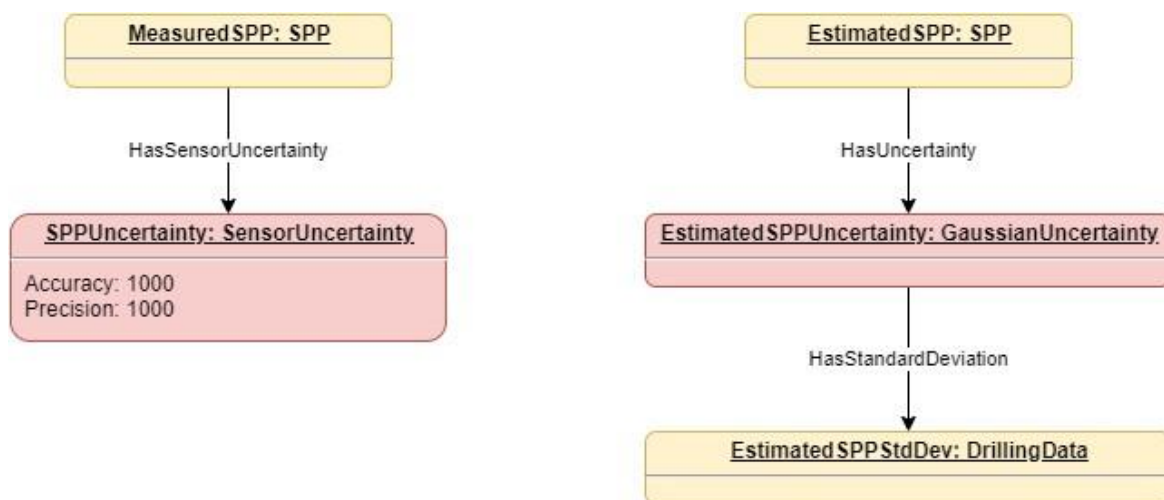 MeasuredSPP: SPP
HasSensorUncertainty
SPPUncertainty: SensorUncertainty
Accuracy: 1000
Precision: 1000
EstimatedSPP: SPP
HasUncertainty
EstimatedSPPUncertainty: GaussianUncertainty
HasStandardDeviation
EstimatedSPPStdDev: DrillingData